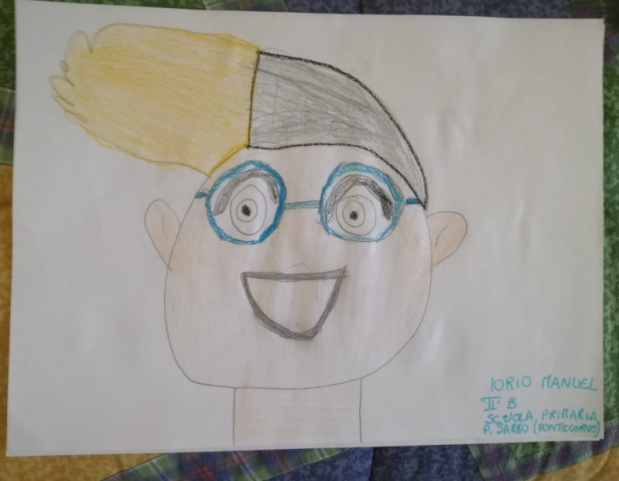 IORIO MANUEL
II B
SCUOLA PRIMARIA
P. SARRO (PONTECORVO)